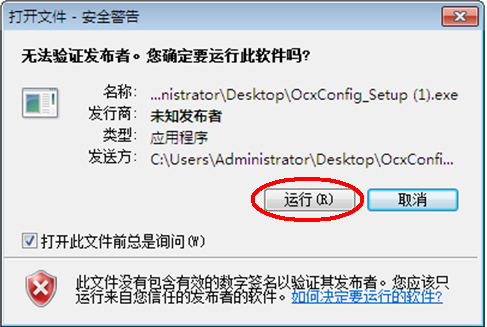 打开文件 - 安全警告
无法验证发布者。您确定要运行此软件吗?
名称: ...nistrator\Desktop\OcxConfig_Setup (1).exe
发行商: 未知发布者
类型: 应用程序
发送方: C:\Users\Administrator\Desktop\OcxConfi...
运行(R) 取消
打开此文件前总是询问(W)
此文件没有包含有效的数字签名以验证其发布者。您应该只
运行来自您信任的发布者的软件。如何决定要运行的软件?